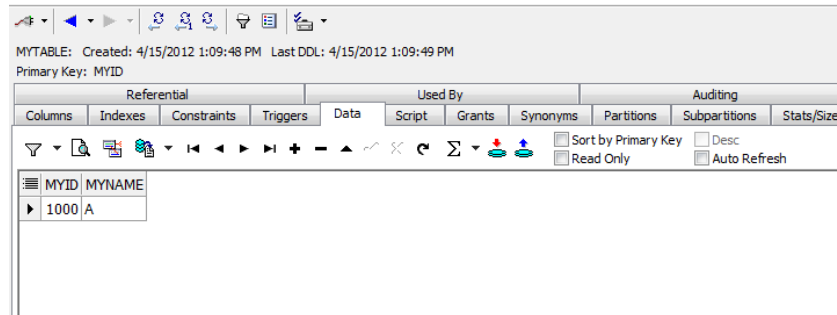 MYTABLE: Created: 4/15/2012 1:09:48 PM Last DDL: 4/15/2012 1:09:49 PM
Primary Key: MYID
Referential Used By Auditing
Columns Indexes Constraints Triggers Data Script Grants Synonyms Partitions Subpartitions Stats/Size
Sort by Primary Key Desc
Read Only Auto Refresh
MYID MYNAME
1000 A